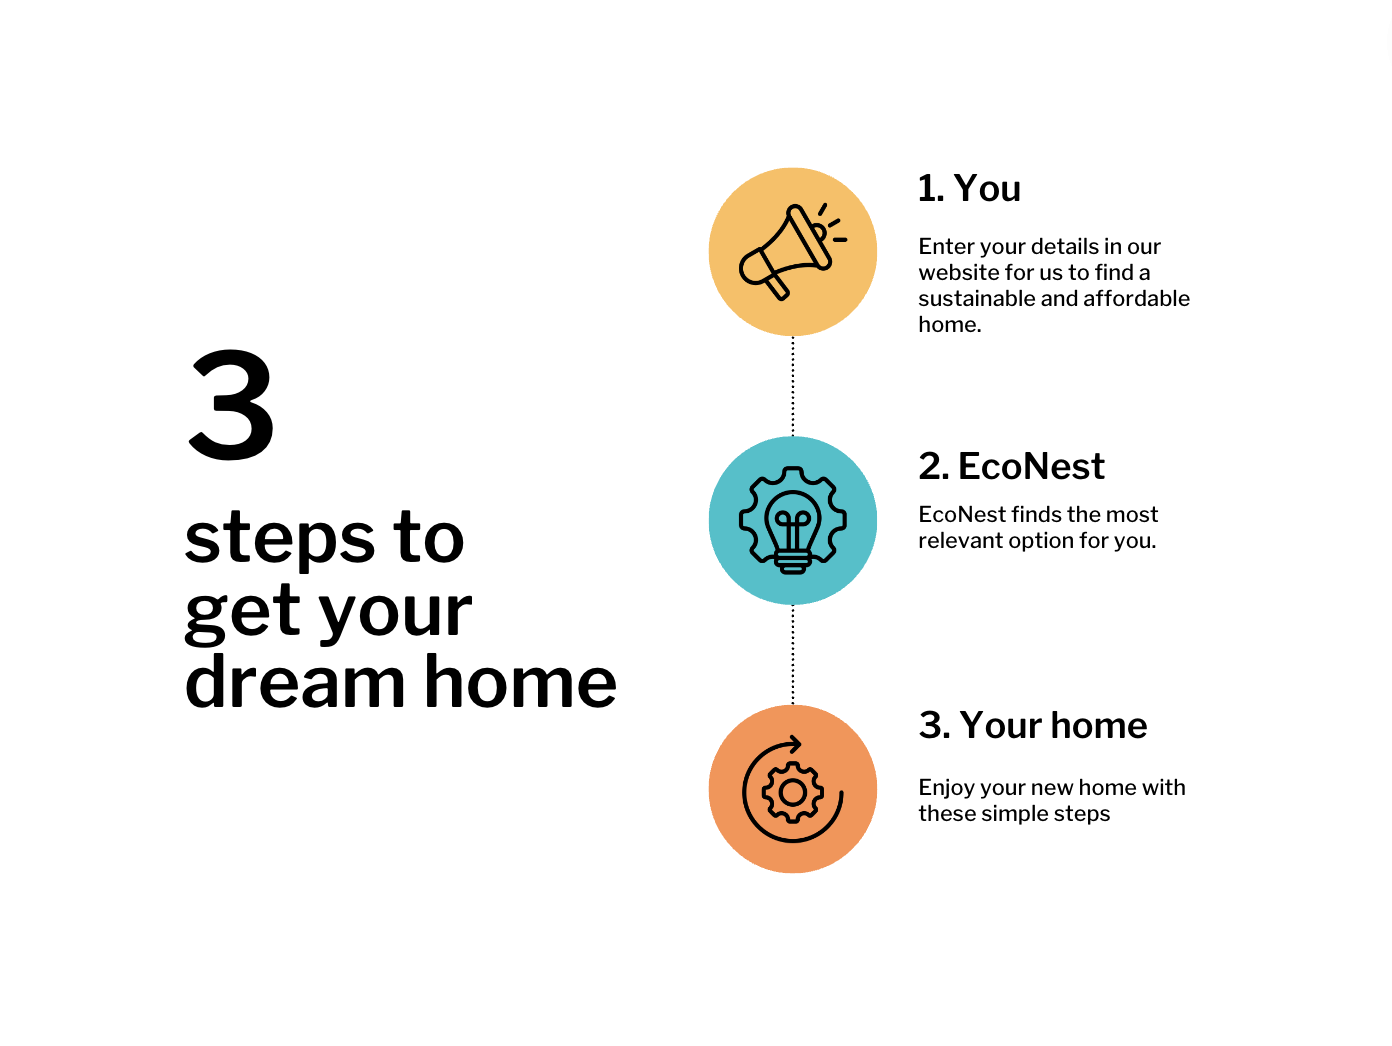 3
steps to
get your
dream home
1. You
Enter your details in our
website for us to find a
sustainable and affordable
home.
2. EcoNest
EcoNest finds the most
relevant option for you.
3. Your home
Enjoy your new home with
these simple steps